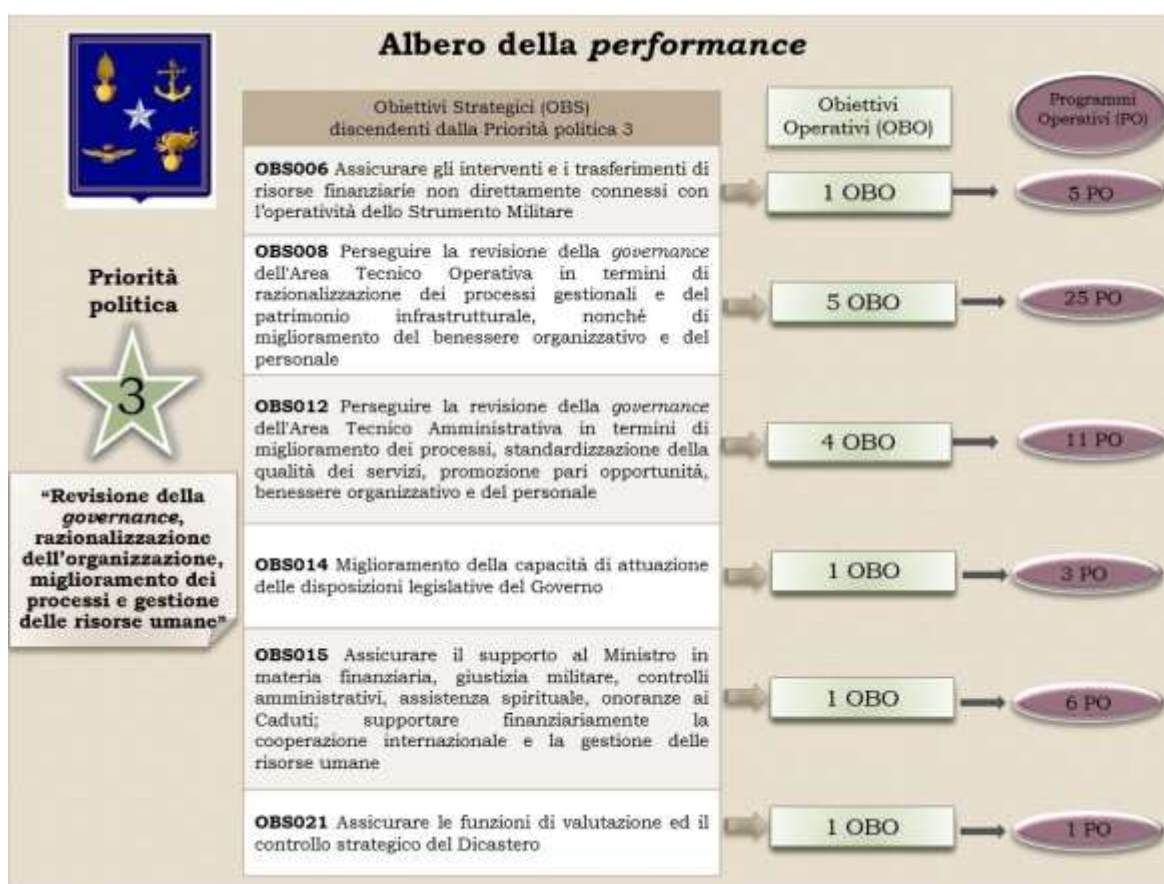 Albero della performance
Obiettivi Strategici (OBS)
discendenti dalla Priorità politica 3
Obiettivi
Operativi (OBO)
Programmi
Operativi (PO)
OBS006 Assicurare gli interventi e i trasferimenti di
risorse finanziarie non direttamente connessi con
l'operatività dello Strumento Militare
1 OBO
5 PO
OBS008 Perseguire la revisione della governance
dell'Area Tecnico Operativa in termini di
razionalizzazione dei processi gestionali e del
patrimonio infrastrutturale, nonché di
miglioramento del benessere organizzativo e del
personale
5 OBO
25 PO
OBS012 Perseguire la revisione della governance
dell'Area Tecnico Amministrativa in termini di
miglioramento dei processi, standardizzazione della
qualità dei servizi, promozione pari opportunità,
benessere organizzativo e del personale
4 OBO
11 PO
OBS014 Miglioramento della capacità di attuazione
delle disposizioni legislative del Governo
1 OBO
3 PO
OBS015 Assicurare il supporto al Ministro in
materia finanziaria, giustizia militare, controlli
amministrativi, assistenza spirituale, onoranze ai
Caduti; supportare finanziariamente la
cooperazione internazionale e la gestione delle
risorse umane
1 OBO
6 PO
OBS021 Assicurare le funzioni di valutazione ed il
controllo strategico del Dicastero
1 OBO
1 PO
Priorità
politica
3
“Revisione della
governance,
razionalizzazione
dell'organizzazione,
miglioramento dei
processi e gestione
delle risorse umane”